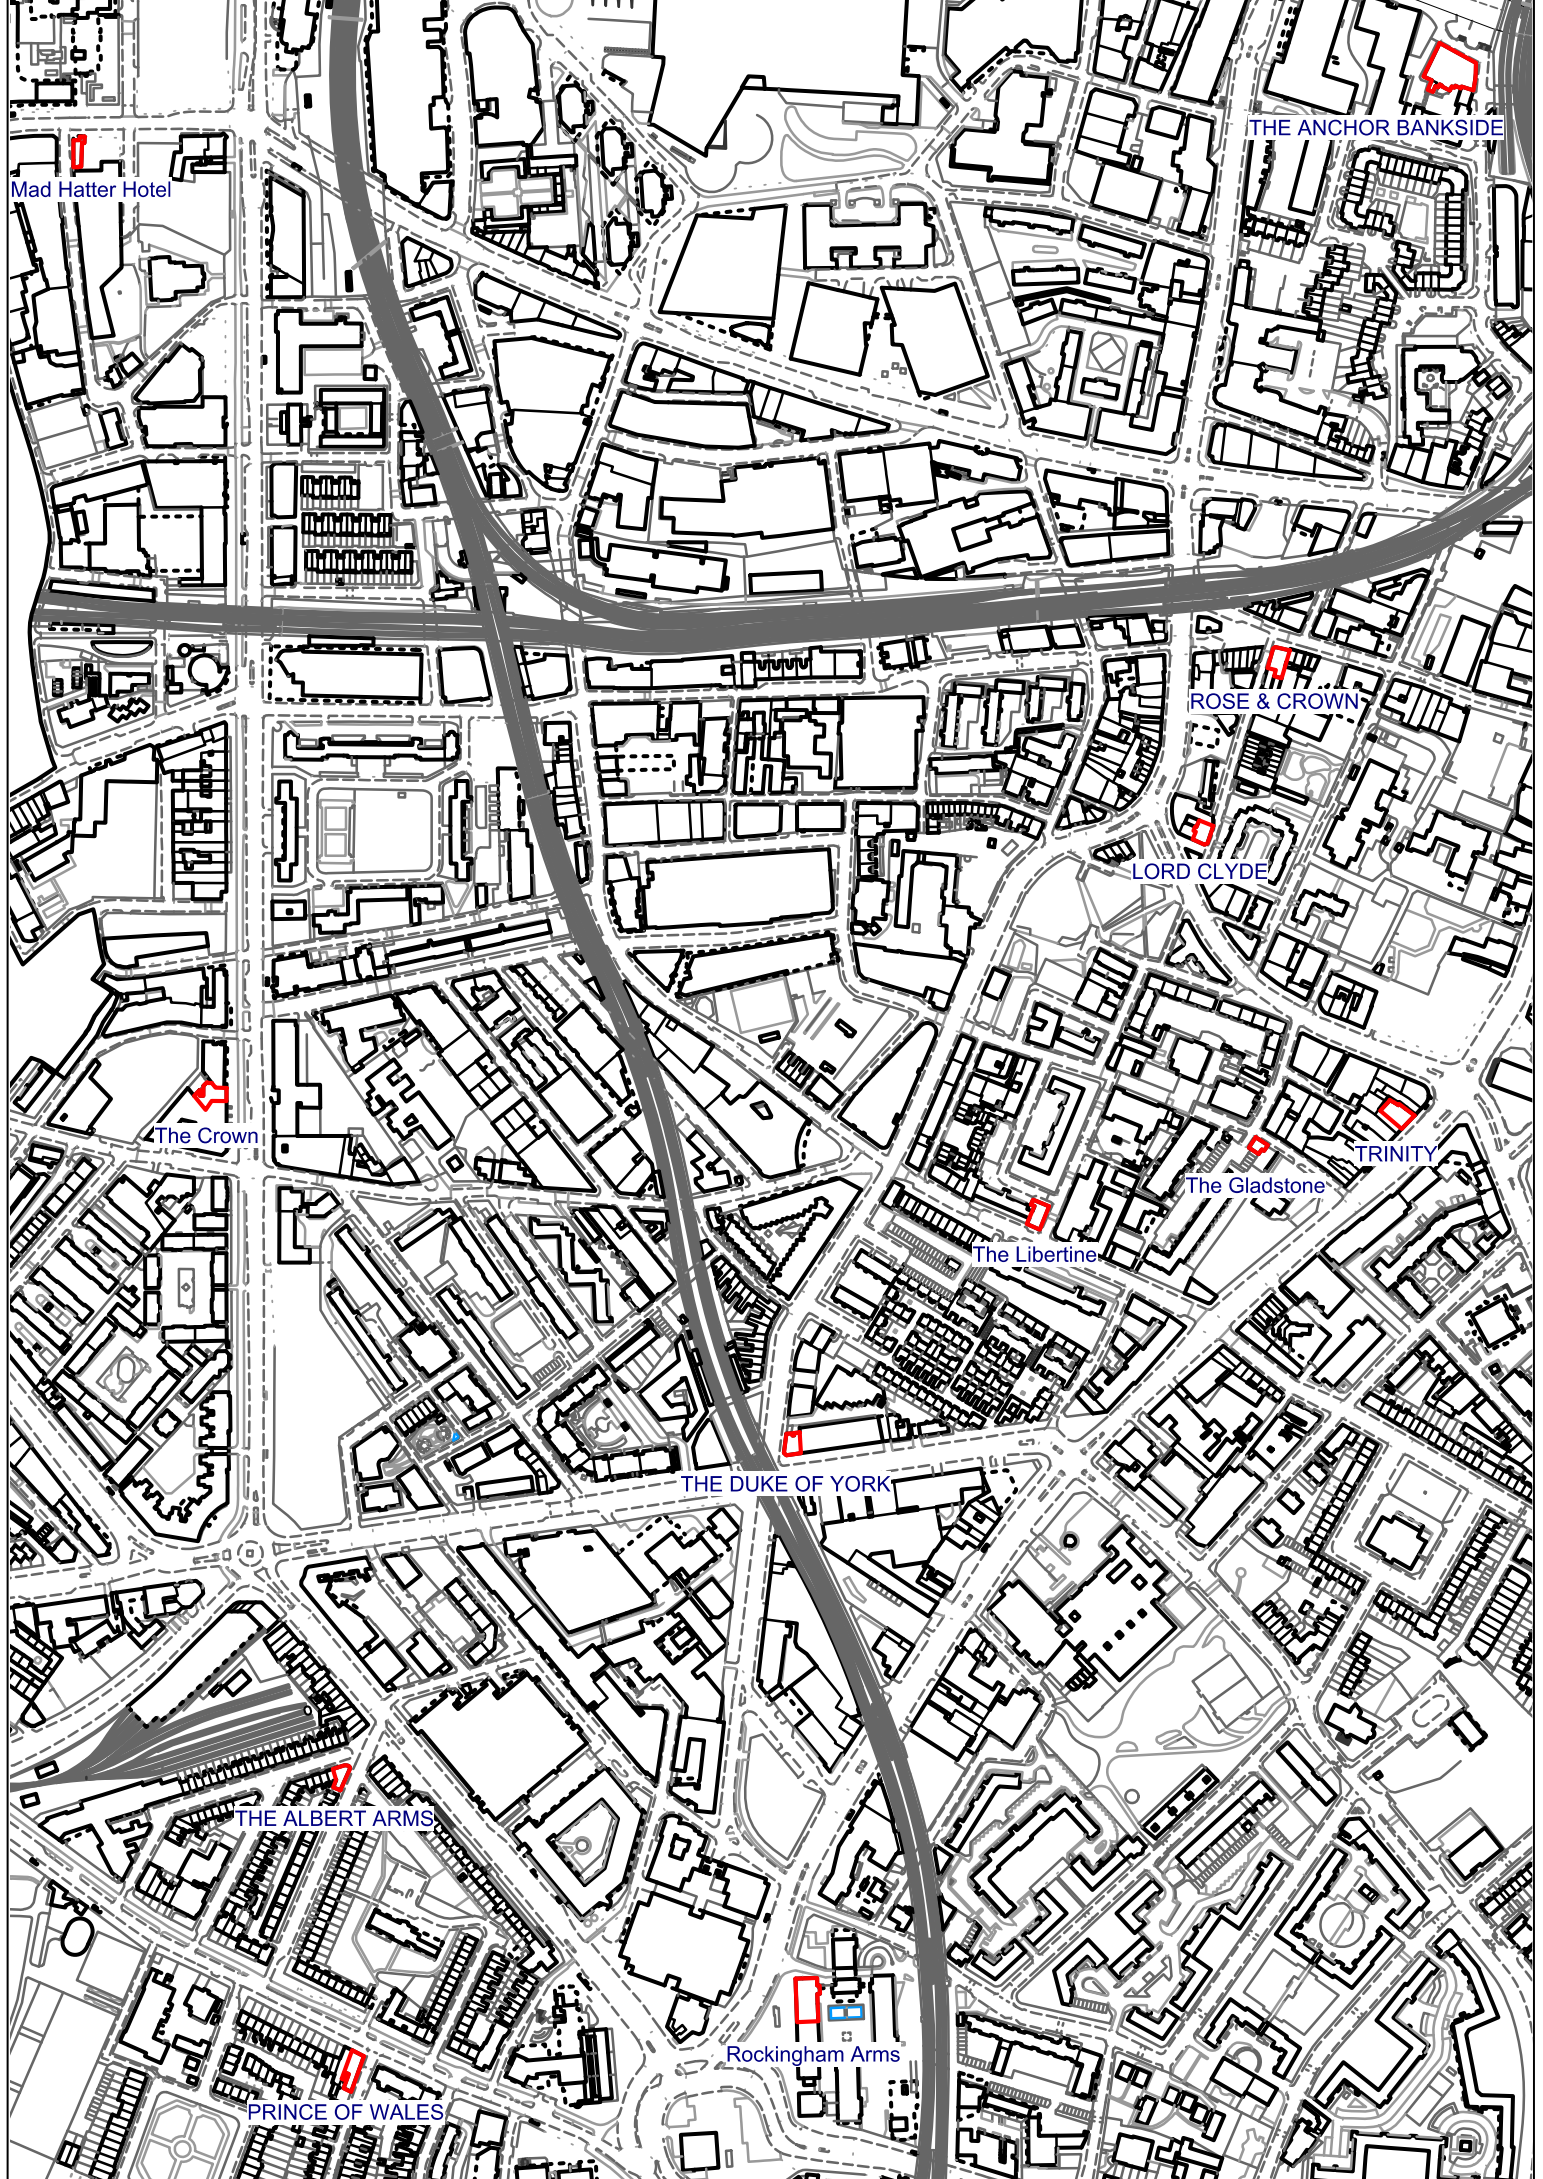 THE ANCHOR BANKSIDE
Mad Hatter Hotel
ROSE & CROWN
LORD CLYDE
The Crown
TRINITY
The Gladstone
The Libertine
THE DUKE OF YORK
THE ALBERT ARMS
Rockingham Arms
PRINCE OF WALES